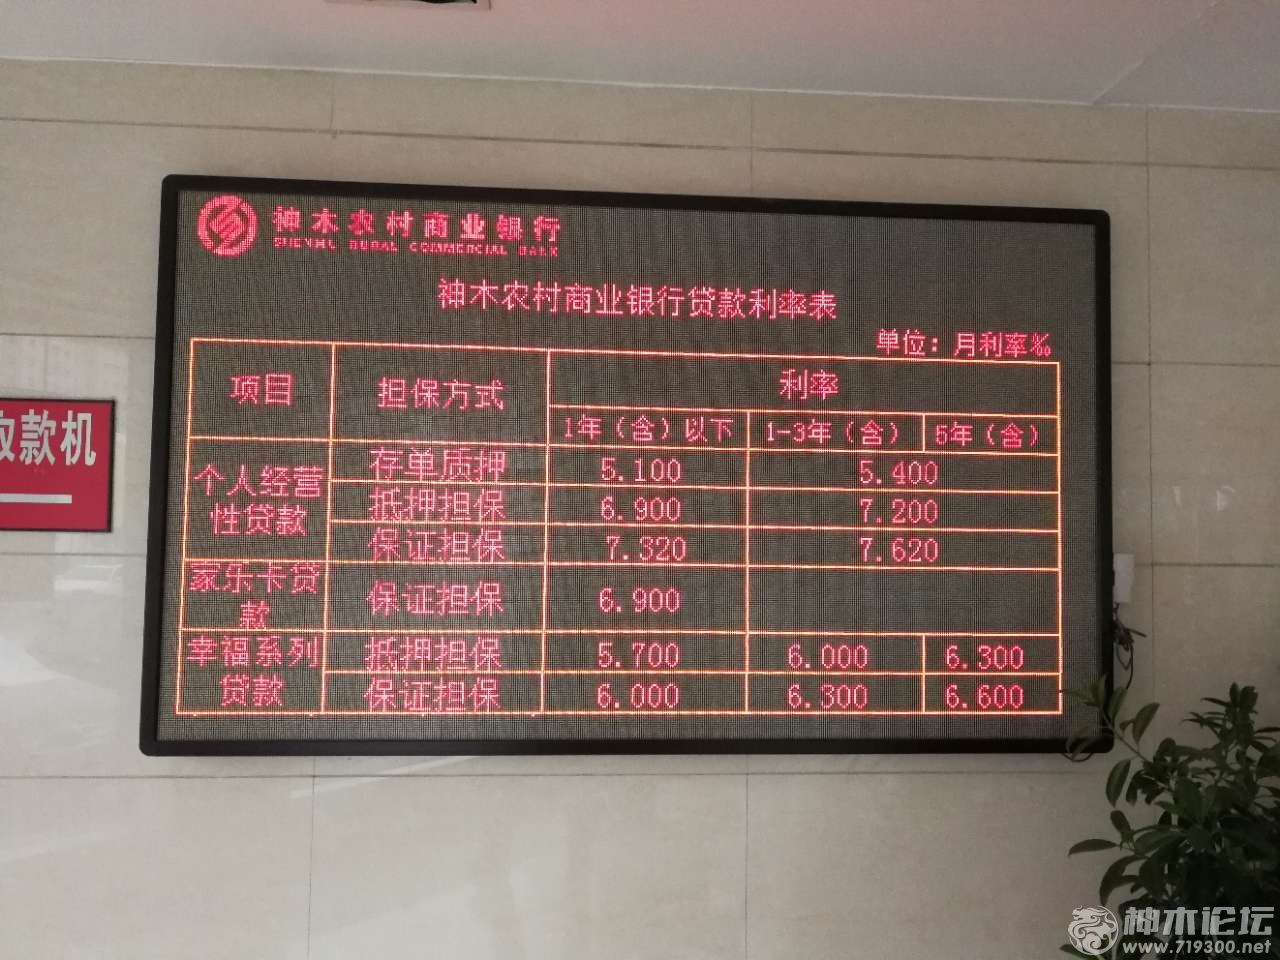 神木农村商业银行
SHENMU RURAL COMMERCIAL BANK
神木农村商业银行贷款利率表
单位：月利率‰
项目 担保方式 利率
1年（含）以下 1-3年（含） 5年（含）
个人经营性贷款 存单质押 5.100 5.400
抵押担保 6.900 7.200
保证担保 7.320 7.620
家乐卡贷款 保证担保 6.900
幸福系列贷款 抵押担保 5.700 6.000 6.300
保证担保 6.000 6.300 6.600
取款机
神木论坛
www.719300.net